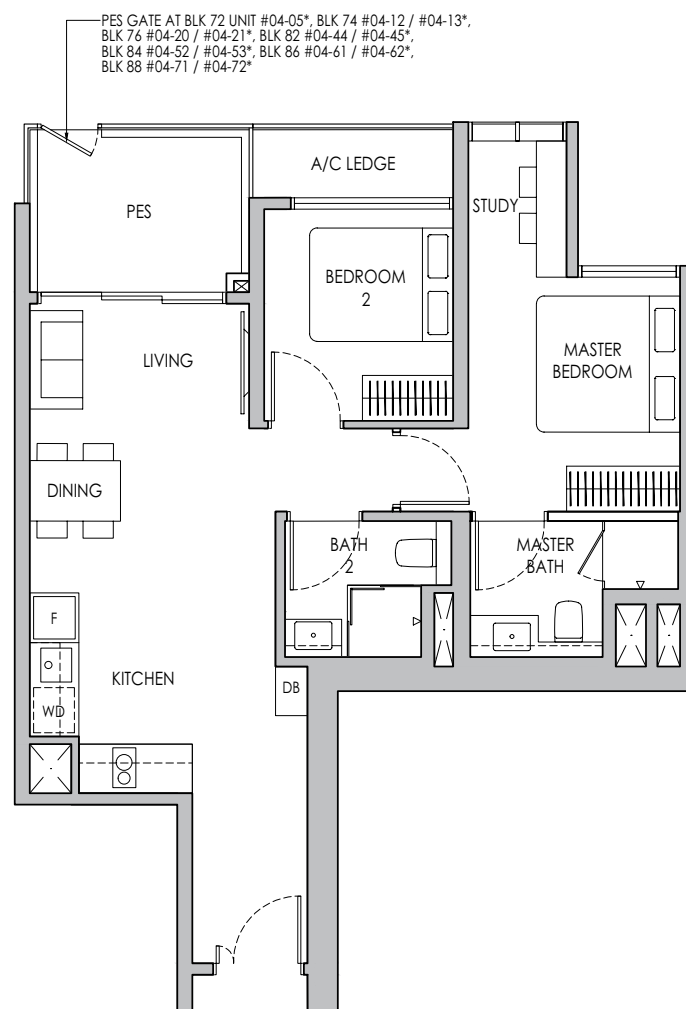 PES GATE AT BLK 72 UNIT #04-05*, BLK 74 #04-12 / #04-13*,
BLK 76 #04-20 / #04-21*, BLK 82 #04-44 / #04-45*,
BLK 84 #04-52 / #04-53*, BLK 86 #04-61 / #04-62*,
BLK 88 #04-71 / #04-72*
A/C LEDGE
PES
STUDY
BEDROOM
2
LIVING
MASTER
BEDROOM
DINING
BATH
2
MASTER
BATH
F
KITCHEN
DB
WD